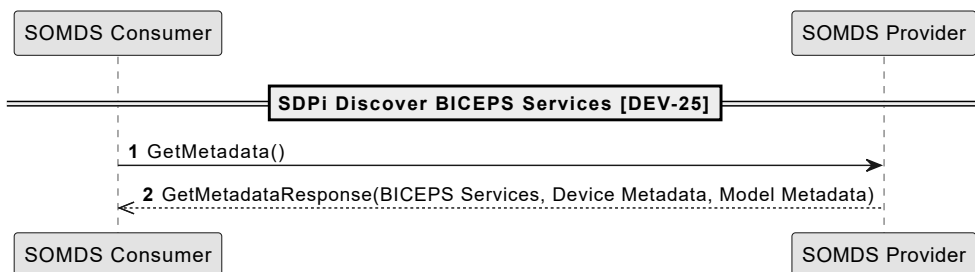 SOMDS Consumer
SOMDS Provider
SDPi Discover BICEPS Services [DEV-25]
1 GetMetadata()
2 GetMetadataResponse(BICEPS Services, Device Metadata, Model Metadata)
SOMDS Consumer
SOMDS Provider